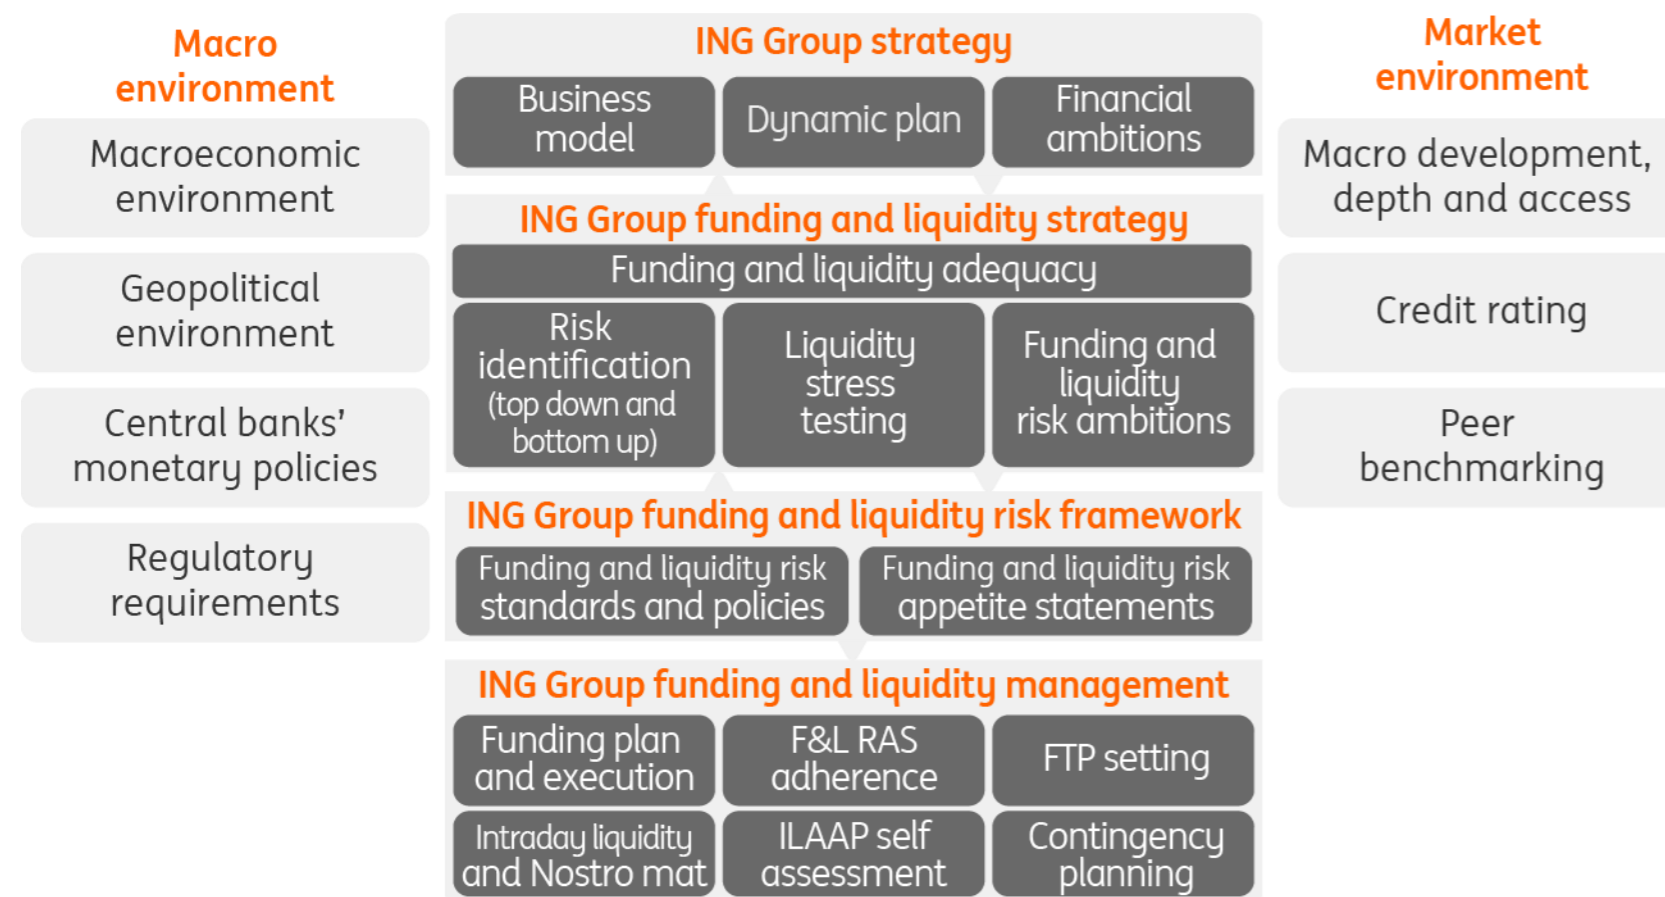 Macro
environment
Macroeconomic
environment
Geopolitical
environment
Central banks’
monetary policies
Regulatory
requirements
ING Group strategy
Business
model
Dynamic plan
Financial
ambitions
ING Group funding and liquidity strategy
Funding and liquidity adequacy
Risk
identification
(top down and
bottom up)
Liquidity
stress
testing
Funding and
liquidity
risk ambitions
ING Group funding and liquidity risk framework
Funding and liquidity risk
standards and policies
Funding and liquidity risk
appetite statements
ING Group funding and liquidity management
Funding plan
and execution
F&L RAS
adherence
FTP setting
Intraday liquidity
and Nostro mat
ILAAP self
assessment
Contingency
planning
Market
environment
Macro development,
depth and access
Credit rating
Peer
benchmarking